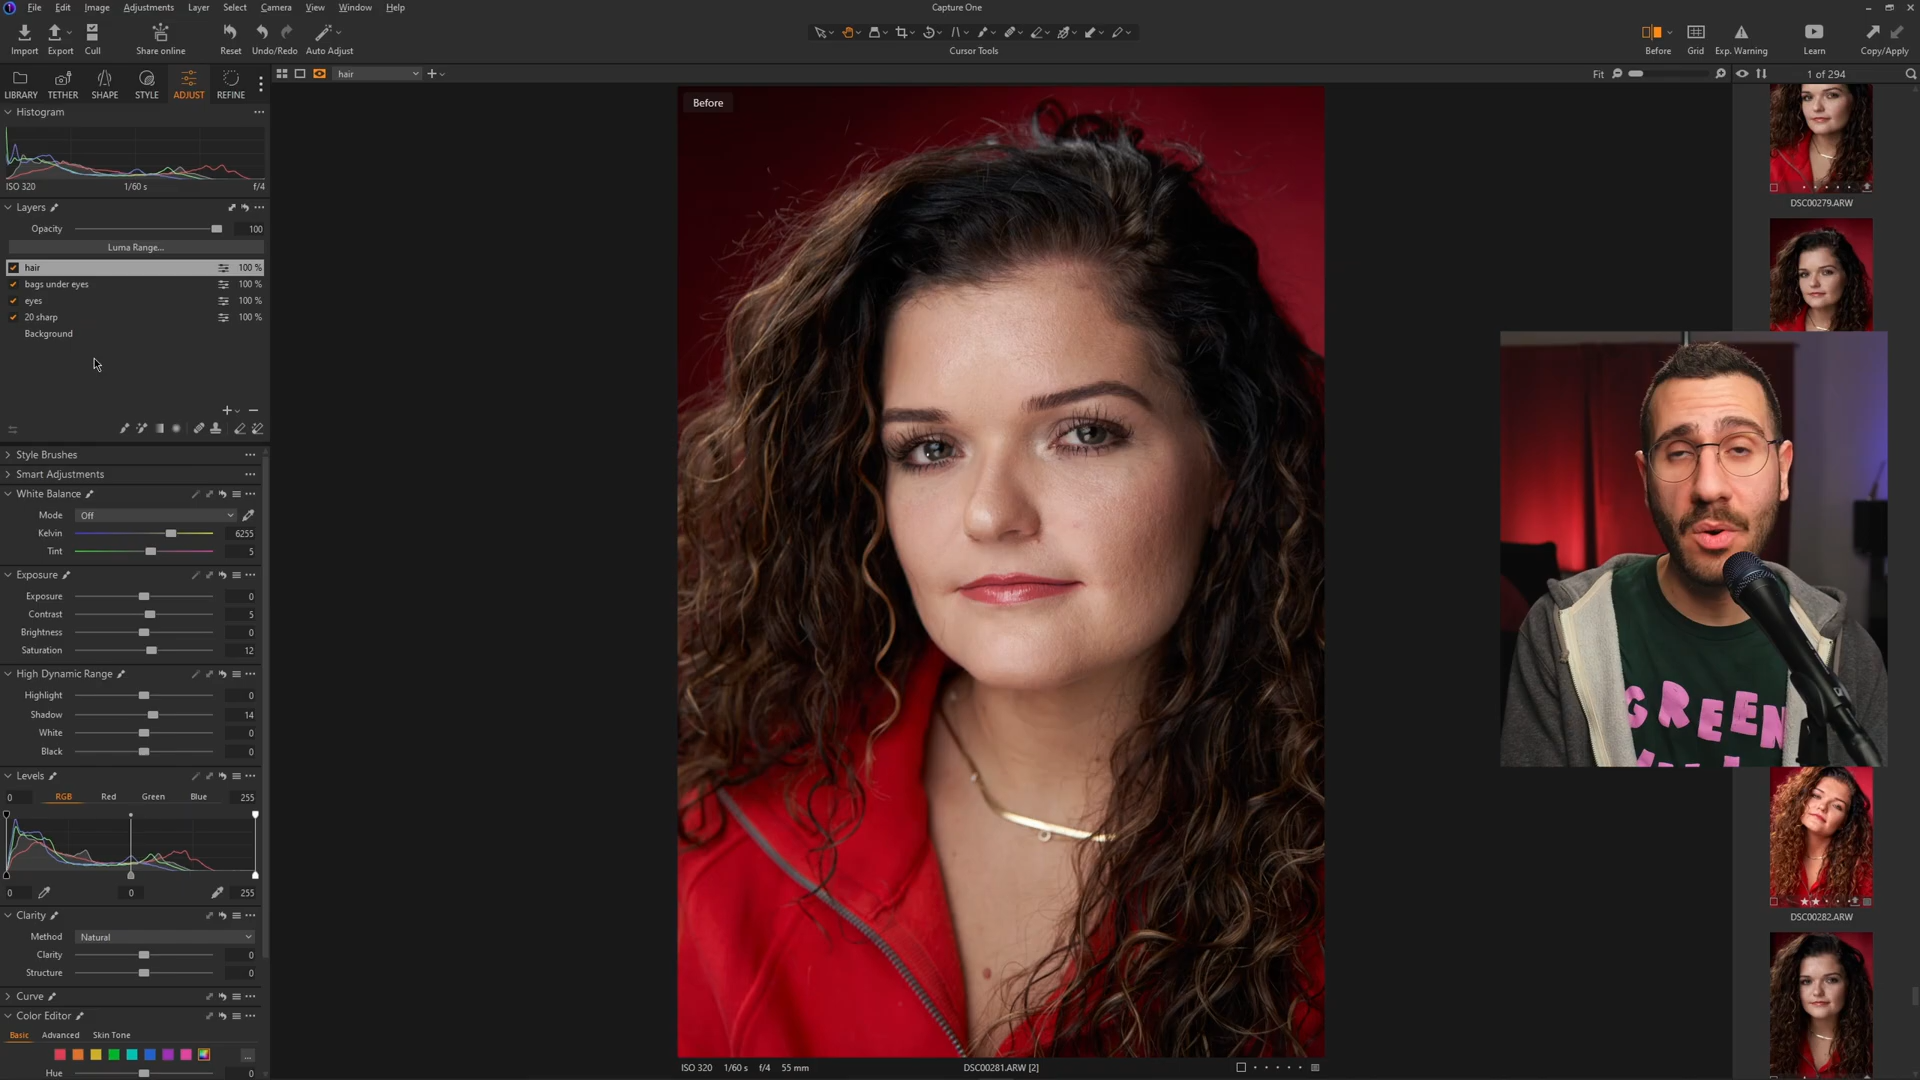 File Edit Image Adjustments Layer Select Camera View Window Help
Capture One
Import Export Cull Share online Reset Undo/Redo Auto Adjust
Cursor Tools
Before Grid Exp. Warning Learn Copy/Apply
LIBRARY TETHER SHAPE STYLE ADJUST REFINE
hair
Fit
1 of 294
Histogram
ISO 320 1/60 s f/4
Layers
Opacity 100
Luma Range...
hair 100 %
bags under eyes 100 %
eyes 100 %
20 sharp 100 %
Background
Style Brushes
Smart Adjustments
White Balance
Mode Off
Kelvin 6255
Tint 5
Exposure
Exposure 0
Contrast 5
Brightness 0
Saturation 12
High Dynamic Range
Highlight 0
Shadow 14
White 0
Black 0
Levels
0 RGB Red Green Blue 255
0 0 255
Clarity
Method Natural
Clarity 0
Structure 0
Curve
Color Editor
Basic Advanced Skin Tone
...
Hue 0
Before
ISO 320 1/60 s f/4 55 mm DSC00281.ARW [2]
DSC00279.ARW
GREEN
DSC00282.ARW